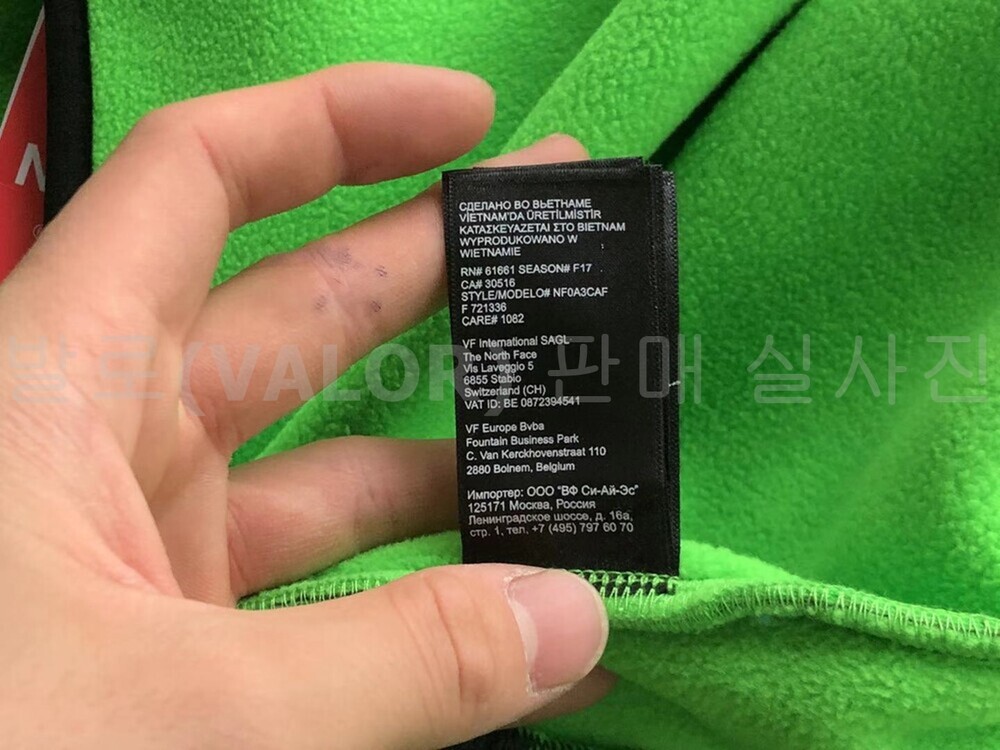 СДЕЛАНО ВО ВЬЕТНАМЕ
VİETNAM'DA ÜRETİLMİSTİR
ΚΑΤΑΣΚΕΥΑΖΕΤΑΙ ΣΤΟ ΒΙΕΤΝΑΜ
WYPRODUKOWANO W
WIETNAMIE
RN# 61661 SEASON# F17
CA# 30516
STYLE/MODELO# NF0A3CAF
F 721336
CARE# 1082
VF International SAGL
The North Face
Vis Laveggio 5
6855 Stabio
Switzerland (CH)
VAT ID: BE 0872394541
VF Europe Bvba
Fountain Business Park
C. Van Kerckhovenstraat 110
2880 Bolnem, Belgium
Импортер: ООО "ВФ Си-Ай-Эс"
125171 Москва, Россия
Ленинградское шоссе, д. 16а,
стр. 1, тел. +7 (495) 797 60 70
발로(VALOR) 판매 실사진